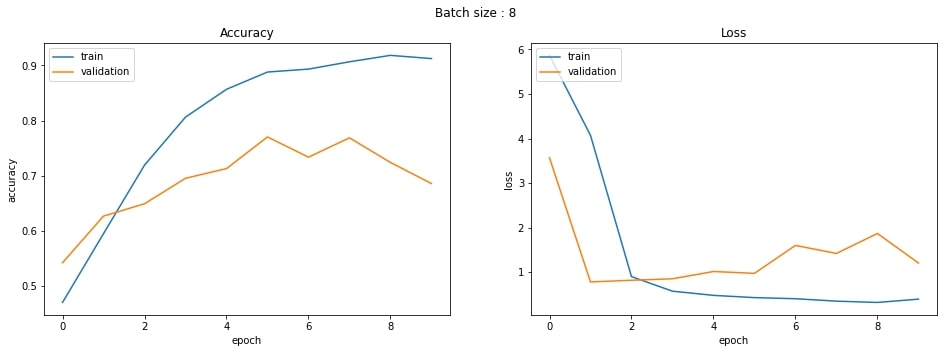 Batch size : 8
Accuracy
train
validation
0.9
0.8
0.7
0.6
0.5
accuracy
0
2
4
6
8
epoch
Loss
train
validation
6
5
4
3
2
1
loss
0
2
4
6
8
epoch